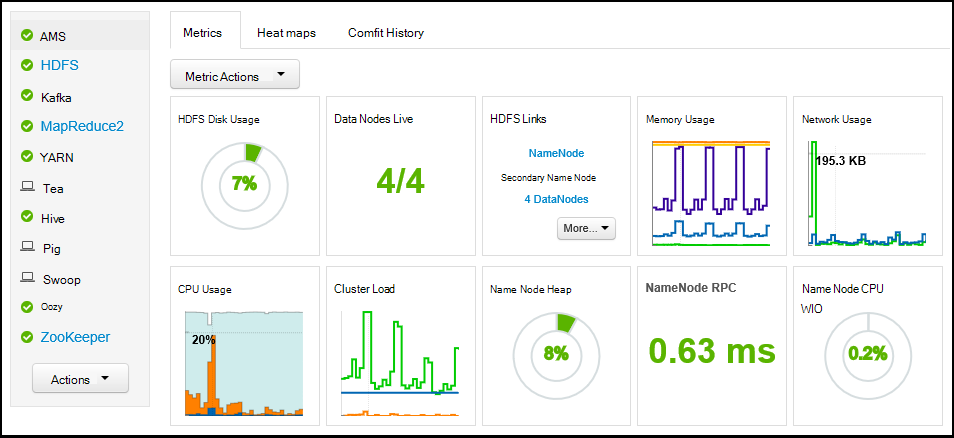 AMS
HDFS
Kafka
MapReduce2
YARN
Tea
Hive
Pig
Swoop
Oozy
ZooKeeper
Actions
Metrics
Heat maps
Comfit History
Metric Actions
HDFS Disk Usage
7%
Data Nodes Live
4/4
HDFS Links
NameNode
Secondary Name Node
4 DataNodes
More...
Memory Usage
Network Usage
195.3 KB
CPU Usage
20%
Cluster Load
Name Node Heap
8%
NameNode RPC
0.63 ms
Name Node CPU
WIO
0.2%